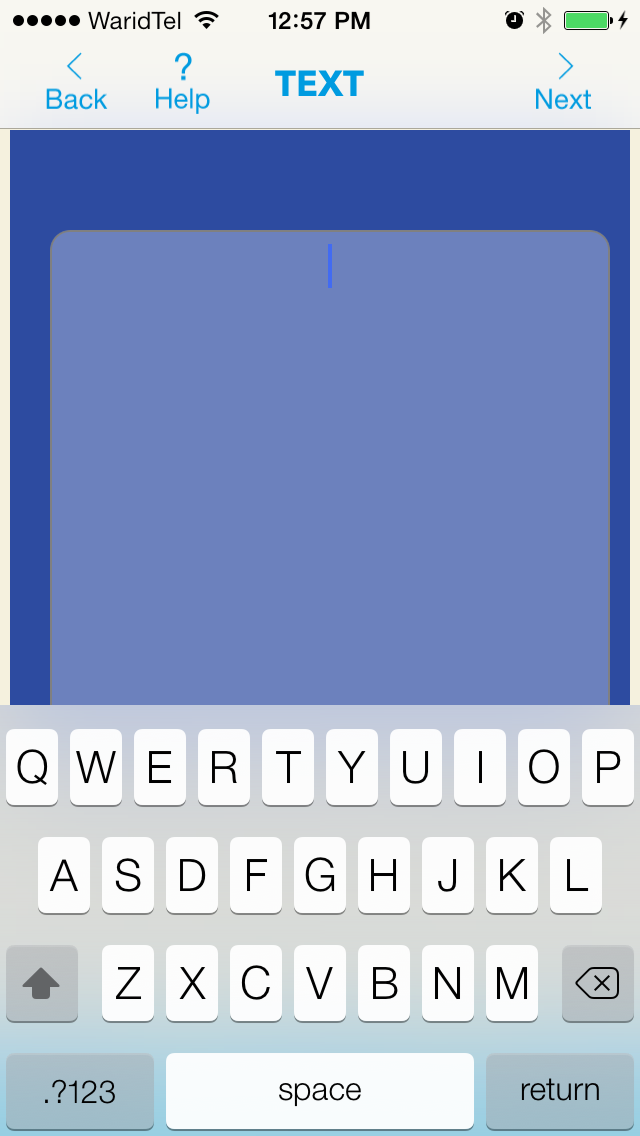 WaridTel 12:57 PM
Back ? Help TEXT Next
Q W E R T Y U I O P
A S D F G H J K L
Z X C V B N M
.?123 space return